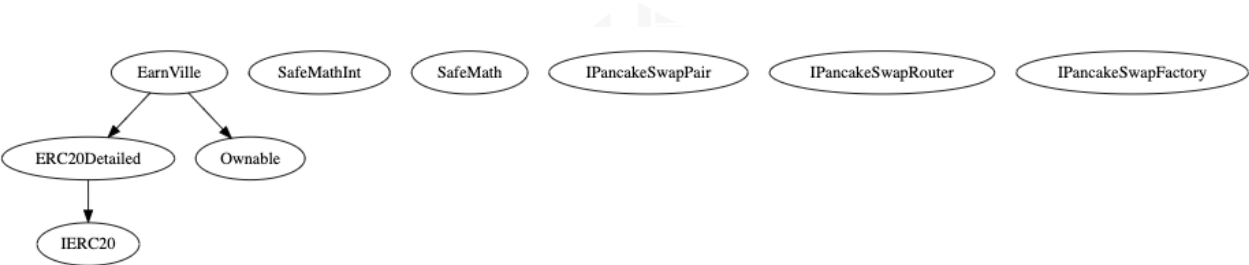 EarnVille
SafeMathInt
SafeMath
IPancakeSwapPair
IPancakeSwapRouter
IPancakeSwapFactory
ERC20Detailed
Ownable
IERC20